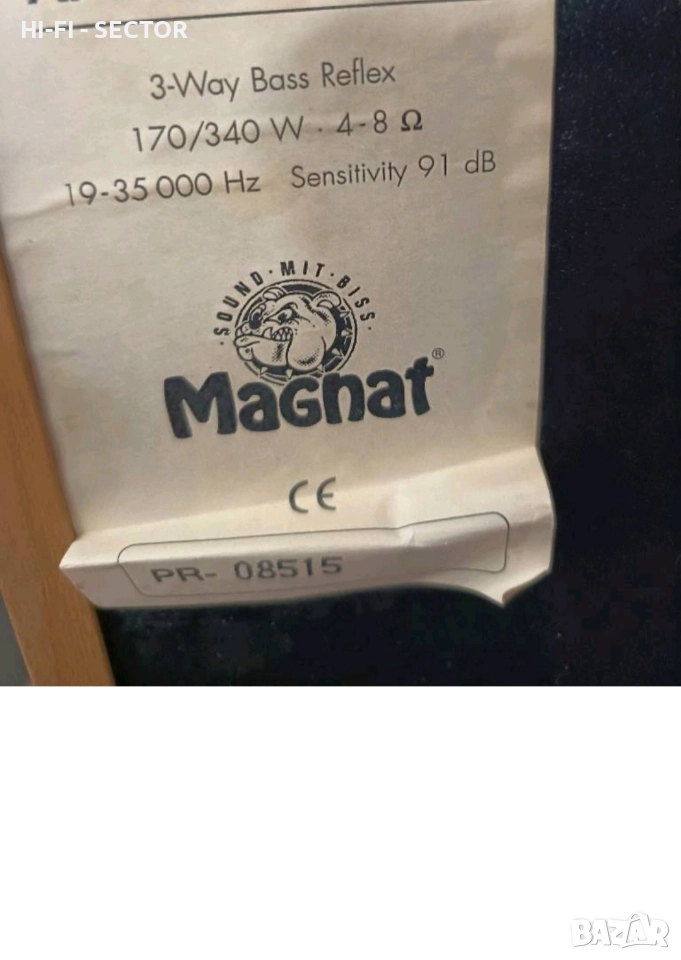 HI-FI - SECTOR
3-Way Bass Reflex
170/340 W · 4-8 Ω
19-35 000 Hz Sensitivity 91 dB
· SOUND · MIT · BISS ·
Magnat®
CE
PR- 08515
BAZAR